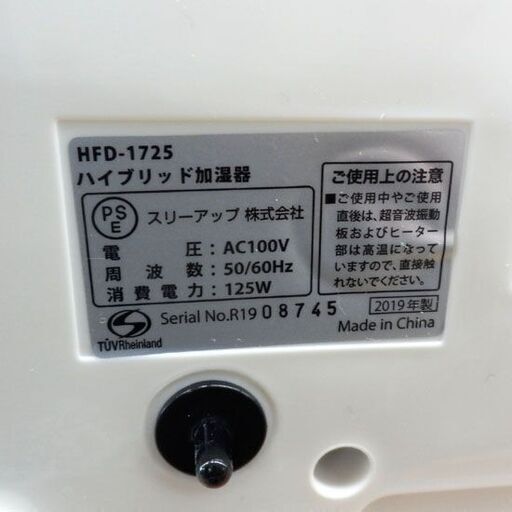 HFD-1725
ハイブリッド加湿器
PS
E
スリーアップ 株式会社
電 圧:AC100V
周 波 数:50/60Hz
消費電力:125W
TÜVRheinland
Serial No.R19 08745
ご使用上の注意
■ご使用中やご使用
直後は、超音波振動
板およびヒーター
部は高温になって
いますので、直接触
れないでください。
2019年製
Made in China